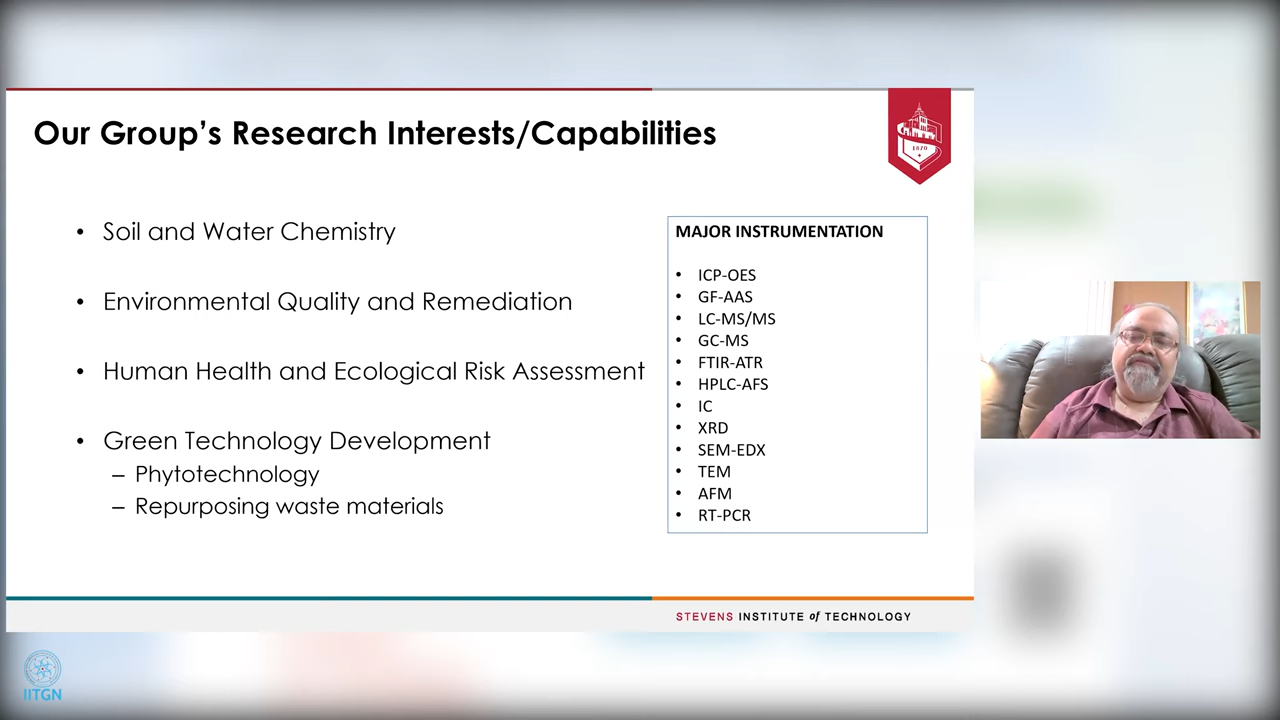 Our Group's Research Interests/Capabilities
1870
• Soil and Water Chemistry
• Environmental Quality and Remediation
• Human Health and Ecological Risk Assessment
• Green Technology Development
– Phytotechnology
– Repurposing waste materials
MAJOR INSTRUMENTATION
• ICP-OES
• GF-AAS
• LC-MS/MS
• GC-MS
• FTIR-ATR
• HPLC-AFS
• IC
• XRD
• SEM-EDX
• TEM
• AFM
• RT-PCR
STEVENS INSTITUTE of TECHNOLOGY
IITGN